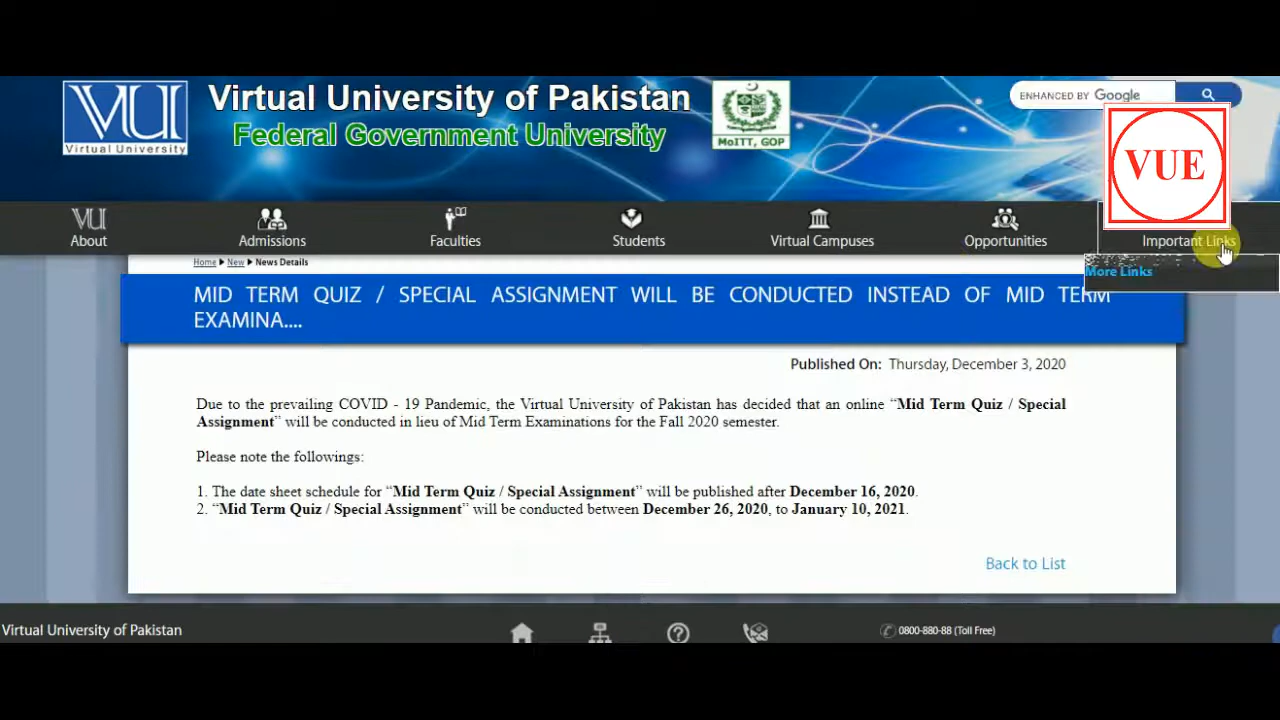 VU
Virtual University
Virtual University of Pakistan
Federal Government University
MoITT, GOP
ENHANCED BY Google
VUE
VU
About
Admissions
Faculties
Students
Virtual Campuses
Opportunities
Important Links
More Links
Home New News Details
MID TERM QUIZ / SPECIAL ASSIGNMENT WILL BE CONDUCTED INSTEAD OF MID TERM
EXAMINA....
Published On: Thursday, December 3, 2020
Due to the prevailing COVID - 19 Pandemic, the Virtual University of Pakistan has decided that an online “Mid Term Quiz / Special
Assignment” will be conducted in lieu of Mid Term Examinations for the Fall 2020 semester.
Please note the followings:
1. The date sheet schedule for “Mid Term Quiz / Special Assignment” will be published after December 16, 2020.
2. “Mid Term Quiz / Special Assignment” will be conducted between December 26, 2020, to January 10, 2021.
Back to List
Virtual University of Pakistan
0800-880-88 (Toll Free)